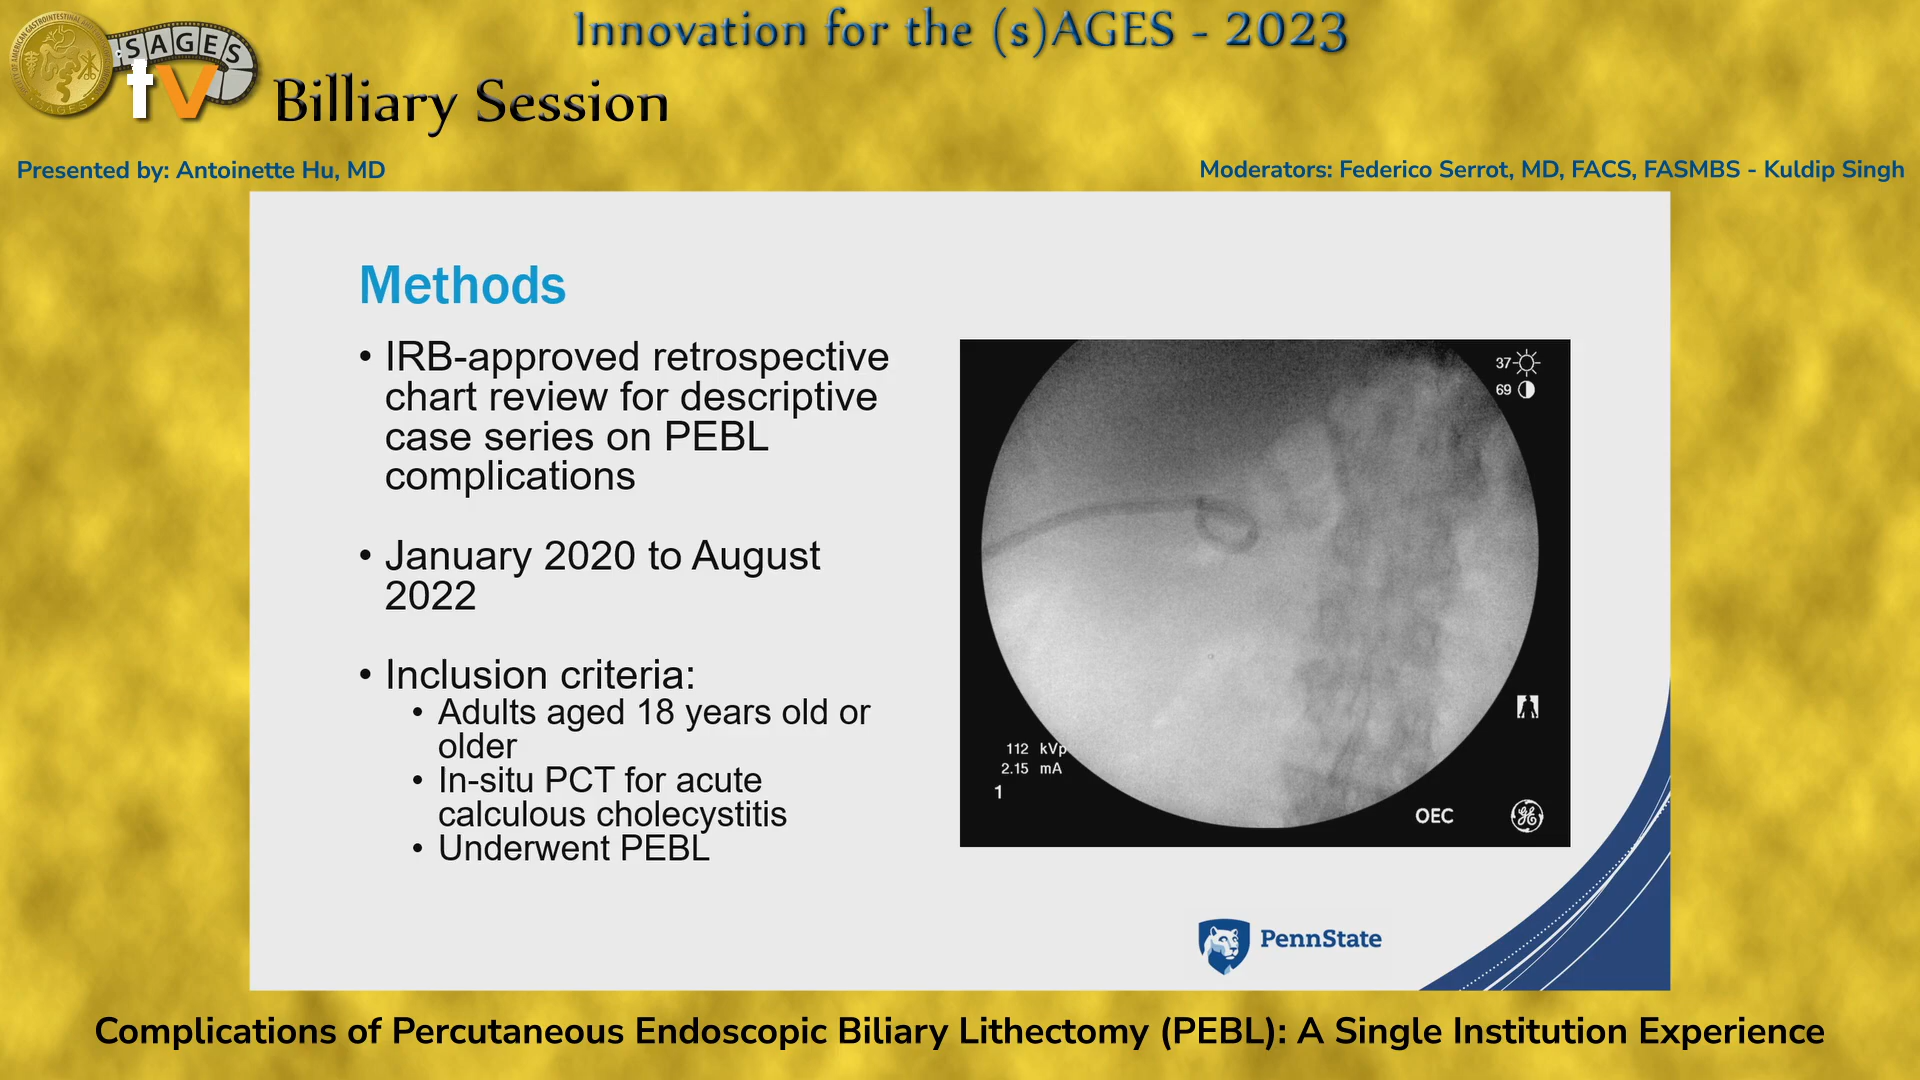 Innovation for the (s)AGES - 2023
SAGES
tv
Billiary Session
Presented by: Antoinette Hu, MD
Moderators: Federico Serrot, MD, FACS, FASMBS - Kuldip Singh
Methods
• IRB-approved retrospective
chart review for descriptive
case series on PEBL
complications
• January 2020 to August
2022
• Inclusion criteria:
• Adults aged 18 years old or
older
• In-situ PCT for acute
calculous cholecystitis
• Underwent PEBL
37
69
112 kVp
2.15 mA
1
OEC
GE
PennState
Complications of Percutaneous Endoscopic Biliary Lithectomy (PEBL): A Single Institution Experience